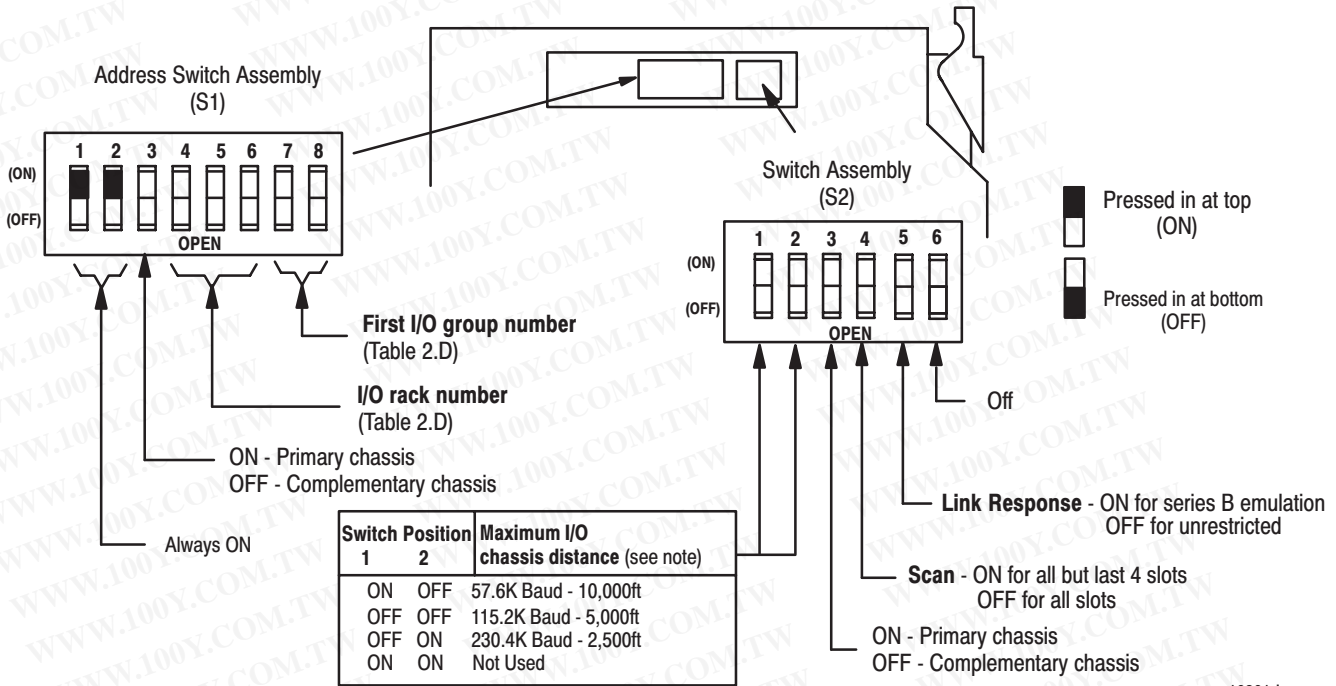 Address Switch Assembly
(S1)
1 2 3 4 5 6 7 8
(ON)
(OFF)
OPEN
First I/O group number
(Table 2.D)
I/O rack number
(Table 2.D)
ON - Primary chassis
OFF - Complementary chassis
Always ON
Switch Assembly
(S2)
1 2 3 4 5 6
(ON)
(OFF)
OPEN
Pressed in at top
(ON)
Pressed in at bottom
(OFF)
Off
Link Response - ON for series B emulation
OFF for unrestricted
Scan - ON for all but last 4 slots
OFF for all slots
ON - Primary chassis
OFF - Complementary chassis
Switch Position Maximum I/O
1 2 chassis distance (see note)
ON OFF 57.6K Baud - 10,000ft
OFF OFF 115.2K Baud - 5,000ft
OFF ON 230.4K Baud - 2,500ft
ON ON Not Used
WWW.100Y.COM.TW